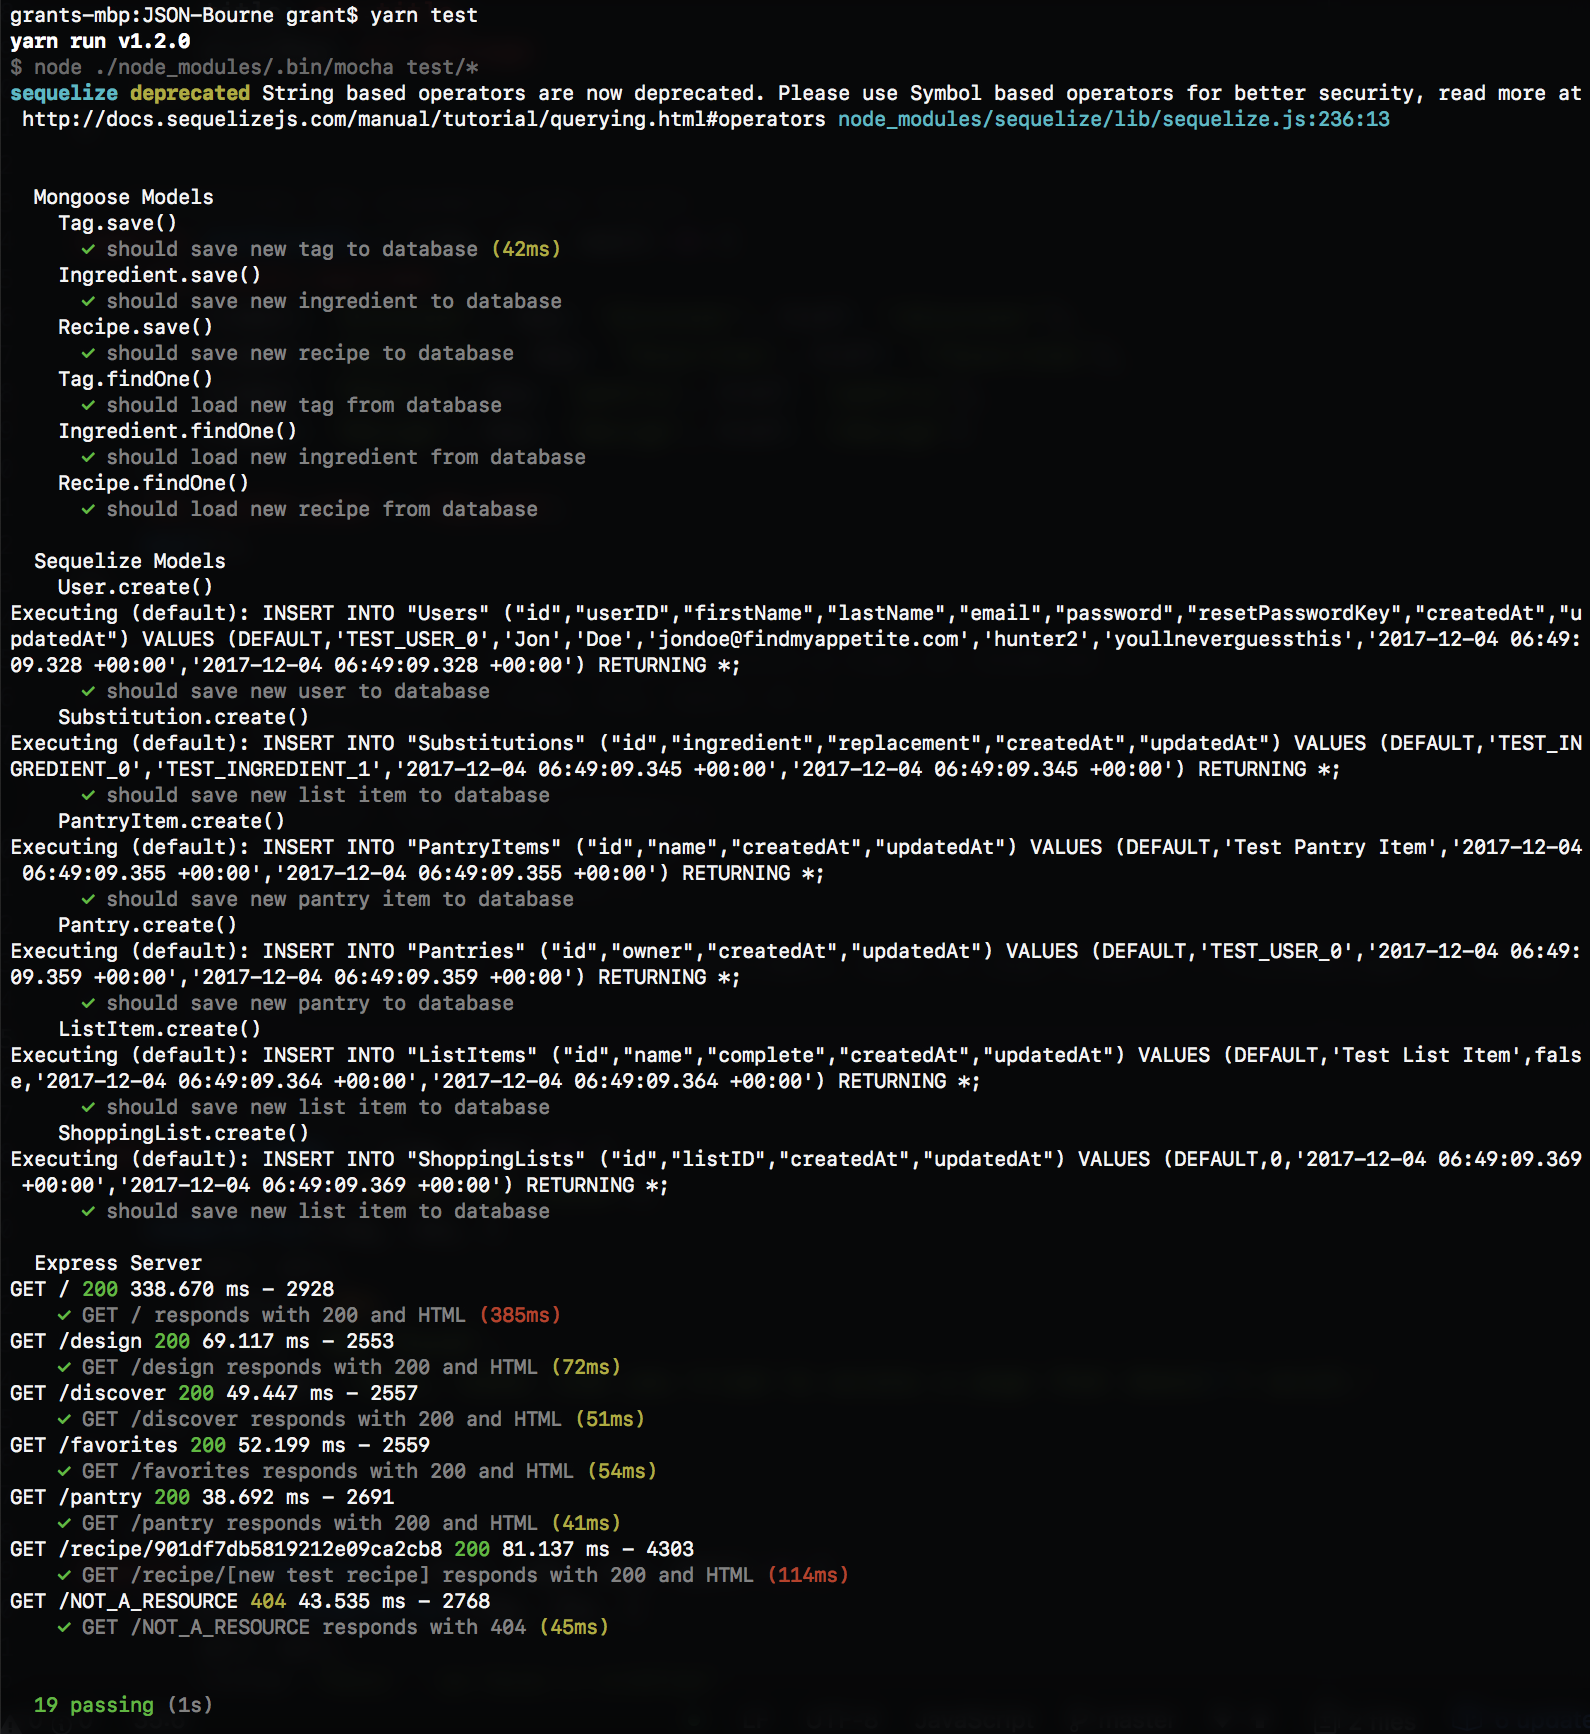 grants-mbp:JSON-Bourne grant$ yarn test
yarn run v1.2.0
$ node ./node_modules/.bin/mocha test/*
sequelize deprecated String based operators are now deprecated. Please use Symbol based operators for better security, read more at
http://docs.sequelizejs.com/manual/tutorial/querying.html#operators node_modules/sequelize/lib/sequelize.js:236:13
Mongoose Models
Tag.save()
✓ should save new tag to database (42ms)
Ingredient.save()
✓ should save new ingredient to database
Recipe.save()
✓ should save new recipe to database
Tag.findOne()
✓ should load new tag from database
Ingredient.findOne()
✓ should load new ingredient from database
Recipe.findOne()
✓ should load new recipe from database
Sequelize Models
User.create()
Executing (default): INSERT INTO "Users" ("id","userID","firstName","lastName","email","password","resetPasswordKey","createdAt","u
pdatedAt") VALUES (DEFAULT,'TEST_USER_0','Jon','Doe','jondoe@findmyappetite.com','hunter2','youllneverguessthis','2017-12-04 06:49:
09.328 +00:00','2017-12-04 06:49:09.328 +00:00') RETURNING *;
✓ should save new user to database
Substitution.create()
Executing (default): INSERT INTO "Substitutions" ("id","ingredient","replacement","createdAt","updatedAt") VALUES (DEFAULT,'TEST_IN
GREDIENT_0','TEST_INGREDIENT_1','2017-12-04 06:49:09.345 +00:00','2017-12-04 06:49:09.345 +00:00') RETURNING *;
✓ should save new list item to database
PantryItem.create()
Executing (default): INSERT INTO "PantryItems" ("id","name","createdAt","updatedAt") VALUES (DEFAULT,'Test Pantry Item','2017-12-04
06:49:09.355 +00:00','2017-12-04 06:49:09.355 +00:00') RETURNING *;
✓ should save new pantry item to database
Pantry.create()
Executing (default): INSERT INTO "Pantries" ("id","owner","createdAt","updatedAt") VALUES (DEFAULT,'TEST_USER_0','2017-12-04 06:49:
09.359 +00:00','2017-12-04 06:49:09.359 +00:00') RETURNING *;
✓ should save new pantry to database
ListItem.create()
Executing (default): INSERT INTO "ListItems" ("id","name","complete","createdAt","updatedAt") VALUES (DEFAULT,'Test List Item',fals
e,'2017-12-04 06:49:09.364 +00:00','2017-12-04 06:49:09.364 +00:00') RETURNING *;
✓ should save new list item to database
ShoppingList.create()
Executing (default): INSERT INTO "ShoppingLists" ("id","listID","createdAt","updatedAt") VALUES (DEFAULT,0,'2017-12-04 06:49:09.369
+00:00','2017-12-04 06:49:09.369 +00:00') RETURNING *;
✓ should save new list item to database
Express Server
GET / 200 338.670 ms - 2928
✓ GET / responds with 200 and HTML (385ms)
GET /design 200 69.117 ms - 2553
✓ GET /design responds with 200 and HTML (72ms)
GET /discover 200 49.447 ms - 2557
✓ GET /discover responds with 200 and HTML (51ms)
GET /favorites 200 52.199 ms - 2559
✓ GET /favorites responds with 200 and HTML (54ms)
GET /pantry 200 38.692 ms - 2691
✓ GET /pantry responds with 200 and HTML (41ms)
GET /recipe/901df7db5819212e09ca2cb8 200 81.137 ms - 4303
✓ GET /recipe/[new test recipe] responds with 200 and HTML (114ms)
GET /NOT_A_RESOURCE 404 43.535 ms - 2768
✓ GET /NOT_A_RESOURCE responds with 404 (45ms)
19 passing (1s)